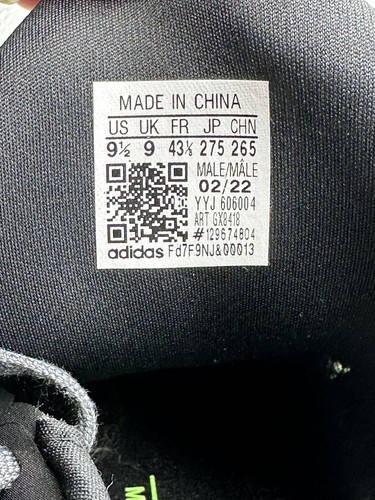 MADE IN CHINA
US UK FR JP CHN
9½ 9 43⅓ 275 265
MALE/MÂLE
02/22
YYJ 606004
ART GX8418
#129674804
adidas Fd7F9NJ&00013
M